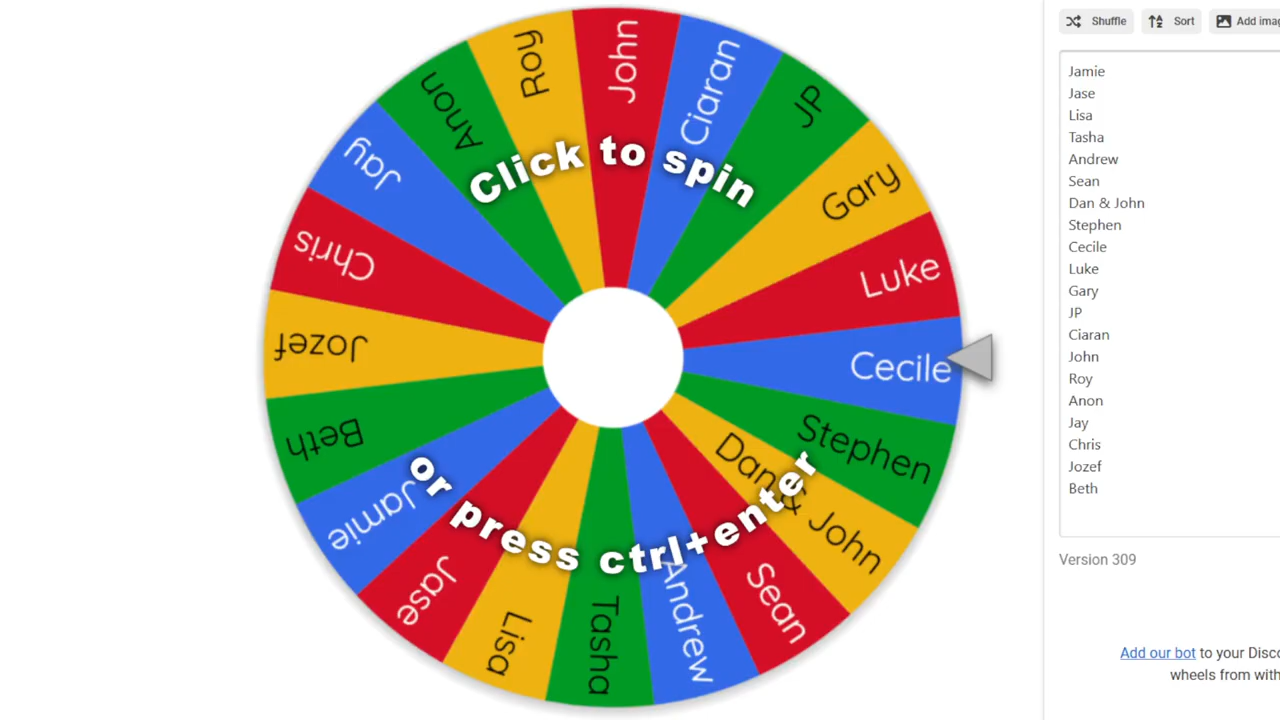 Roy
John
Ciaran
JP
Gary
Luke
Cecile
Stephen
Dan & John
Sean
Andrew
Tasha
Lisa
Jase
Jamie
Beth
Jozef
Chris
Jay
Anon
Click to spin
or press ctrl+enter
Shuffle
Sort
Add imag
Jamie
Jase
Lisa
Tasha
Andrew
Sean
Dan & John
Stephen
Cecile
Luke
Gary
JP
Ciaran
John
Roy
Anon
Jay
Chris
Jozef
Beth
Version 309
Add our bot to your Disco
wheels from with